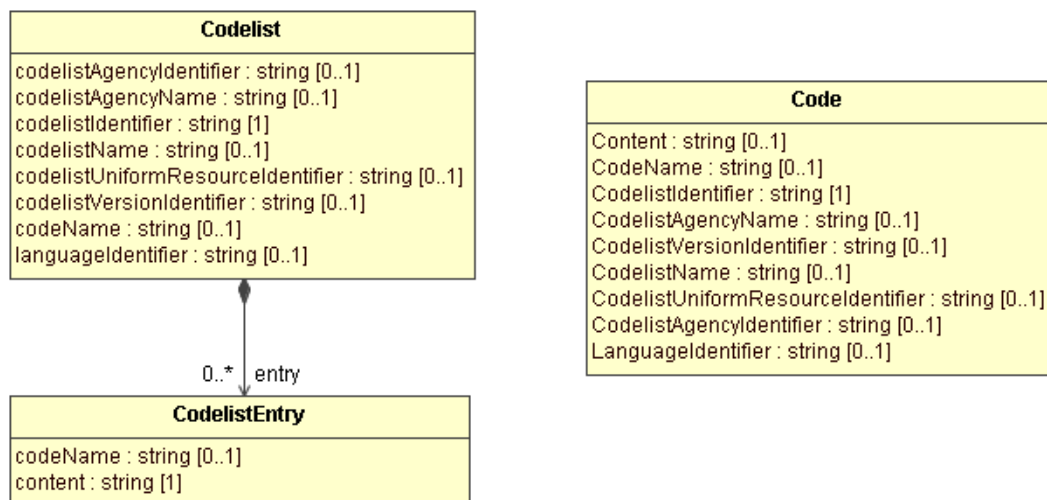 Codelist
codelistAgencyIdentifier : string [0..1]
codelistAgencyName : string [0..1]
codelistIdentifier : string [1]
codelistName : string [0..1]
codelistUniformResourceIdentifier : string [0..1]
codelistVersionIdentifier : string [0..1]
codeName : string [0..1]
languageIdentifier : string [0..1]
0..* entry
CodelistEntry
codeName : string [0..1]
content : string [1]
Code
Content : string [0..1]
CodeName : string [0..1]
CodelistIdentifier : string [1]
CodelistAgencyName : string [0..1]
CodelistVersionIdentifier : string [0..1]
CodelistName : string [0..1]
CodelistUniformResourceIdentifier : string [0..1]
CodelistAgencyIdentifier : string [0..1]
LanguageIdentifier : string [0..1]